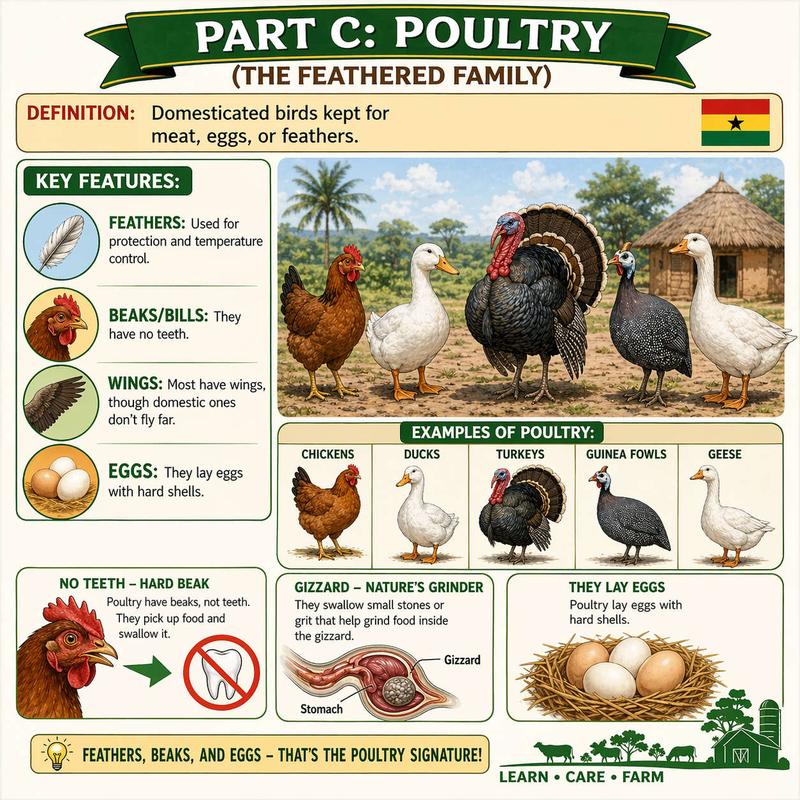 PART C: POULTRY
(THE FEATHERED FAMILY)
DEFINITION: Domesticated birds kept for
meat, eggs, or feathers.
KEY FEATURES:
FEATHERS: Used for
protection and temperature
control.
BEAKS/BILLS: They
have no teeth.
WINGS: Most have wings,
though domestic ones
don't fly far.
EGGS: They lay eggs
with hard shells.
EXAMPLES OF POULTRY:
CHICKENS
DUCKS
TURKEYS
GUINEA FOWLS
GEESE
NO TEETH – HARD BEAK
Poultry have beaks, not teeth.
They pick up food and
swallow it.
GIZZARD – NATURE'S GRINDER
They swallow small stones or
grit that help grind food inside
the gizzard.
Gizzard
Stomach
THEY LAY EGGS
Poultry lay eggs with
hard shells.
FEATHERS, BEAKS, AND EGGS – THAT'S THE POULTRY SIGNATURE!
LEARN • CARE • FARM